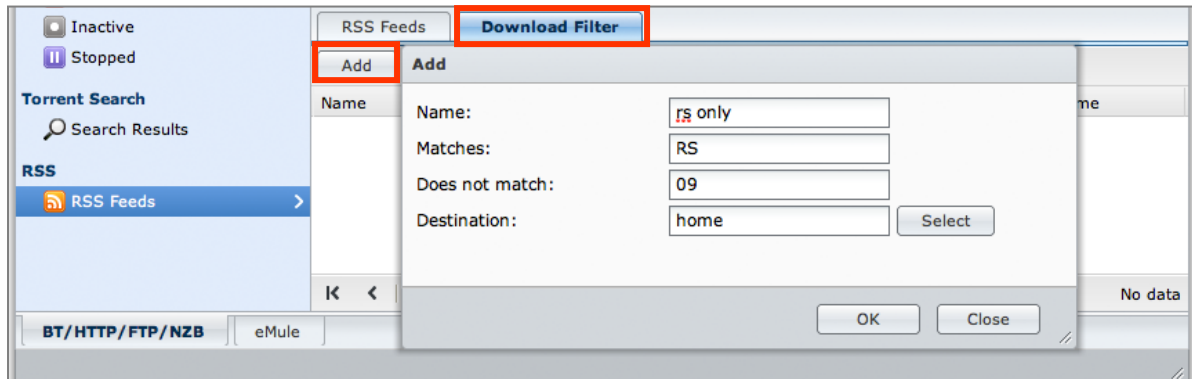 Inactive
Stopped
Torrent Search
Search Results
RSS
RSS Feeds
BT/HTTP/FTP/NZB
eMule
RSS Feeds
Download Filter
Add
Name
me
Add
Name:
rs only
Matches:
RS
Does not match:
09
Destination:
home
Select
OK
Close
No data